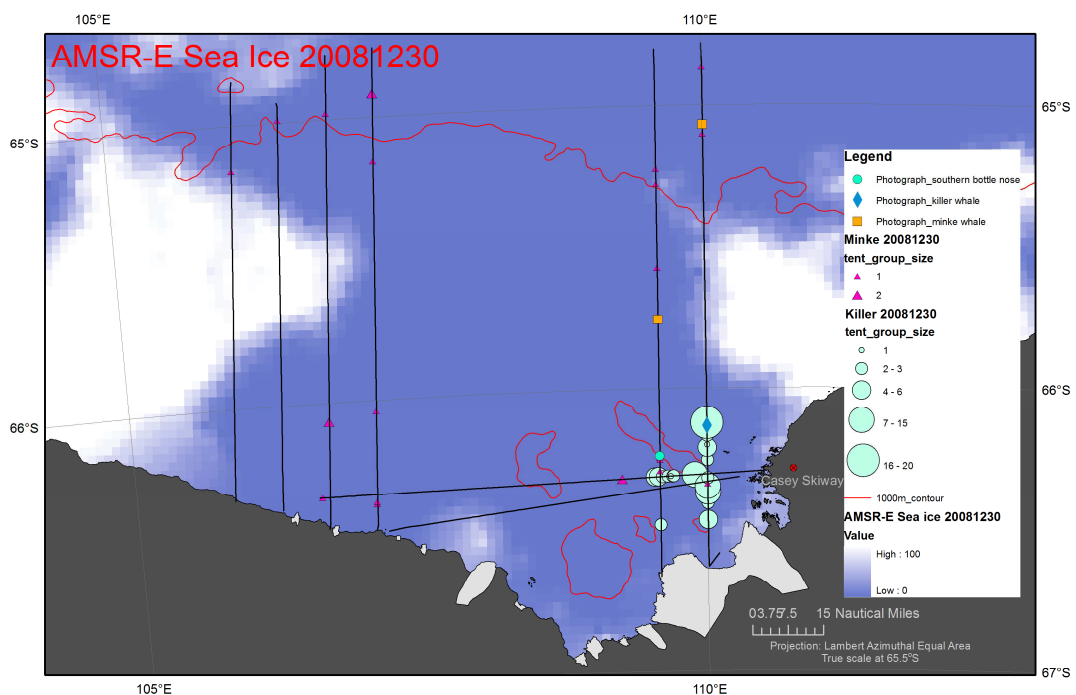 105°E
110°E
AMSR-E Sea Ice 20081230
65°S
65°S
Legend
Photograph_southern bottle nose
Photograph_killer whale
Photograph_minke whale
Minke 20081230
tent_group_size
1
2
Killer 20081230
tent_group_size
1
2 - 3
4 - 6
7 - 15
16 - 20
1000m_contour
AMSR-E Sea ice 20081230
Value
High : 100
Low : 0
66°S
66°S
Casey Skiway
03.757.5 15 Nautical Miles
Projection: Lambert Azimuthal Equal Area
True scale at 65.5°S
67°S
105°E
110°E